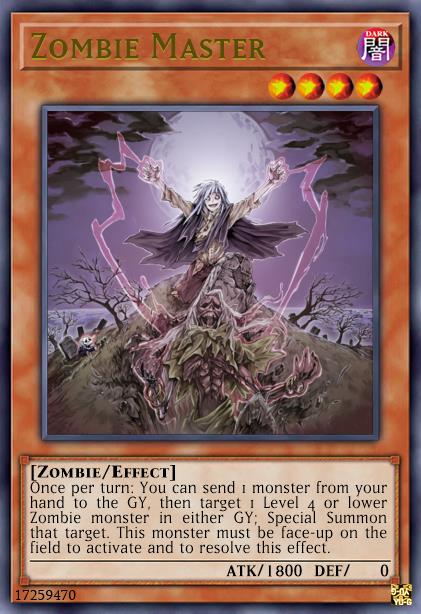 Zombie Master
DARK
闇
[Zombie/Effect]
Once per turn: You can send 1 monster from your
hand to the GY, then target 1 Level 4 or lower
Zombie monster in either GY; Special Summon
that target. This monster must be face-up on the
field to activate and to resolve this effect.
ATK/1800 DEF/ 0
17259470